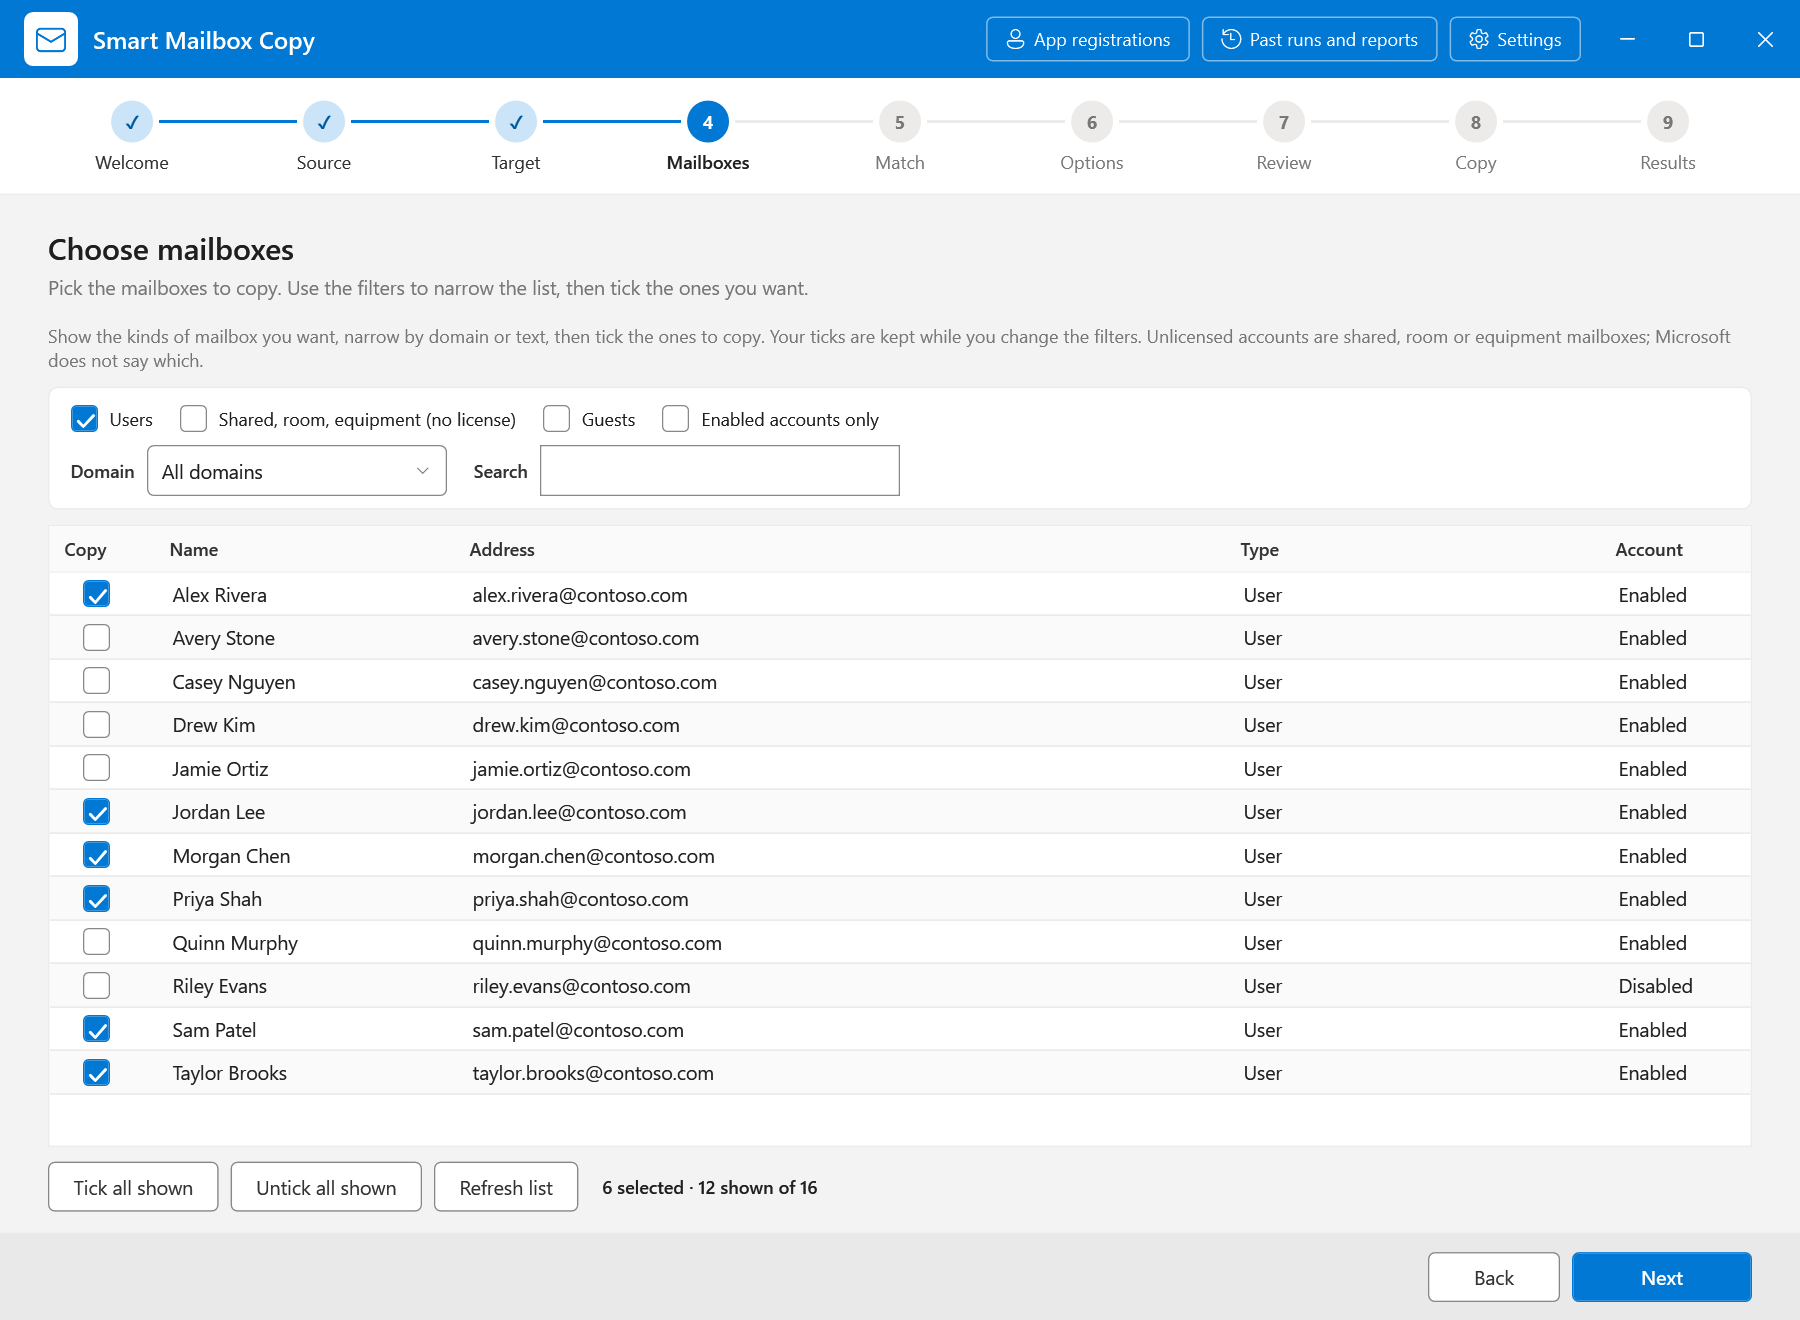 Smart Mailbox Copy
App registrations
Past runs and reports
Settings
✓ ✓ ✓ 4 5 6 7 8 9
Welcome Source Target Mailboxes Match Options Review Copy Results
Choose mailboxes
Pick the mailboxes to copy. Use the filters to narrow the list, then tick the ones you want.
Show the kinds of mailbox you want, narrow by domain or text, then tick the ones to copy. Your ticks are kept while you change the filters. Unlicensed accounts are shared, room or equipment mailboxes; Microsoft
does not say which.
Users Shared, room, equipment (no license) Guests Enabled accounts only
Domain All domains Search
Copy Name Address Type Account
Alex Rivera alex.rivera@contoso.com User Enabled
Avery Stone avery.stone@contoso.com User Enabled
Casey Nguyen casey.nguyen@contoso.com User Enabled
Drew Kim drew.kim@contoso.com User Enabled
Jamie Ortiz jamie.ortiz@contoso.com User Enabled
Jordan Lee jordan.lee@contoso.com User Enabled
Morgan Chen morgan.chen@contoso.com User Enabled
Priya Shah priya.shah@contoso.com User Enabled
Quinn Murphy quinn.murphy@contoso.com User Enabled
Riley Evans riley.evans@contoso.com User Disabled
Sam Patel sam.patel@contoso.com User Enabled
Taylor Brooks taylor.brooks@contoso.com User Enabled
Tick all shown Untick all shown Refresh list 6 selected · 12 shown of 16
Back Next